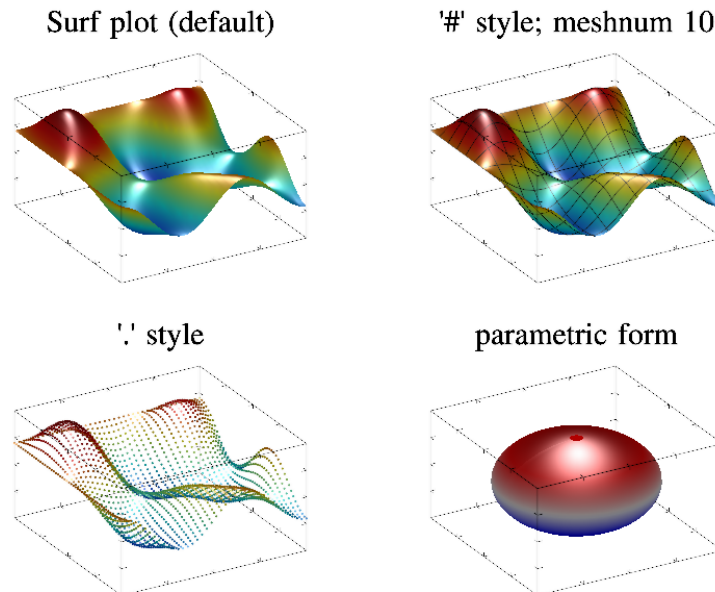 Surf plot (default)
'#' style; meshnum 10
'.' style
parametric form